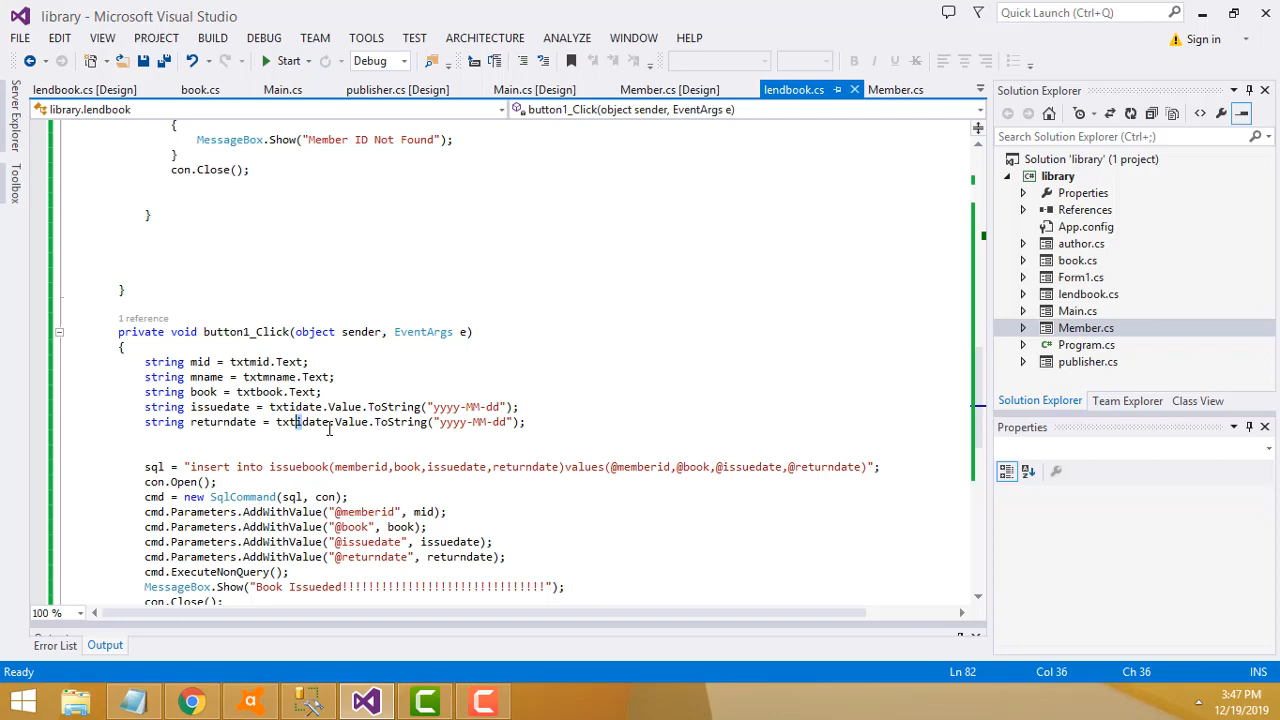 library - Microsoft Visual Studio
Quick Launch (Ctrl+Q)
FILE EDIT VIEW PROJECT BUILD DEBUG TEAM TOOLS TEST ARCHITECTURE ANALYZE WINDOW HELP
Sign in
Start Debug
lendbook.cs [Design] book.cs Main.cs publisher.cs [Design] Main.cs [Design] Member.cs [Design] lendbook.cs Member.cs
library.lendbook
button1_Click(object sender, EventArgs e)
Server Explorer
Toolbox
{
MessageBox.Show("Member ID Not Found");
}
con.Close();
}
}
1 reference
private void button1_Click(object sender, EventArgs e)
{
string mid = txtmid.Text;
string mname = txtmname.Text;
string book = txtbook.Text;
string issuedate = txtidate.Value.ToString("yyyy-MM-dd");
string returndate = txtidate.Value.ToString("yyyy-MM-dd");
sql = "insert into issuebook(memberid,book,issuedate,returndate)values(@memberid,@book,@issuedate,@returndate)";
con.Open();
cmd = new SqlCommand(sql, con);
cmd.Parameters.AddWithValue("@memberid", mid);
cmd.Parameters.AddWithValue("@book", book);
cmd.Parameters.AddWithValue("@issuedate", issuedate);
cmd.Parameters.AddWithValue("@returndate", returndate);
cmd.ExecuteNonQuery();
MessageBox.Show("Book Issueded!!!!!!!!!!!!!!!!!!!!!!!!!!!!!!!");
con.Close();
100 %
Error List Output
Solution Explorer
Search Solution Explorer (Ctrl+;)
Solution 'library' (1 project)
library
Properties
References
App.config
author.cs
book.cs
Form1.cs
lendbook.cs
Main.cs
Member.cs
Program.cs
publisher.cs
Solution Explorer Team Explorer Class View
Properties
Ready Ln 82 Col 36 Ch 36 INS
3:47 PM
12/19/2019